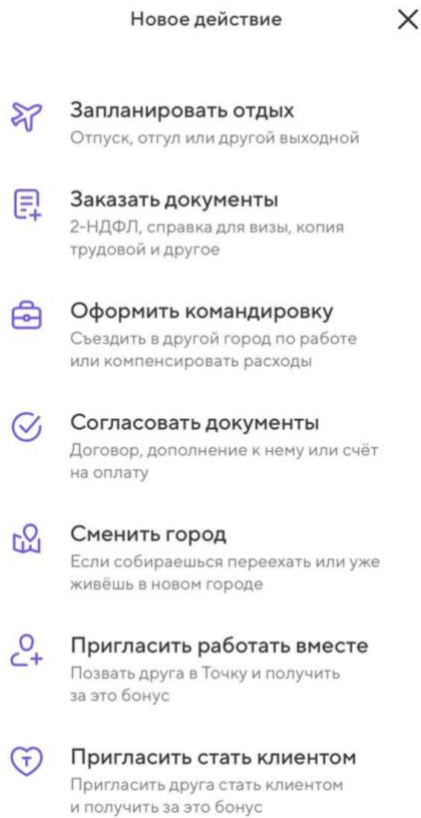 Новое действие
Запланировать отдых
Отпуск, отгул или другой выходной
Заказать документы
2-НДФЛ, справка для визы, копия
трудовой и другое
Оформить командировку
Съездить в другой город по работе
или компенсировать расходы
Согласовать документы
Договор, дополнение к нему или счёт
на оплату
Сменить город
Если собираешься переехать или уже
живёшь в новом городе
Пригласить работать вместе
Позвать друга в Точку и получить
за это бонус
Т
Пригласить стать клиентом
Пригласить друга стать клиентом
и получить за это бонус